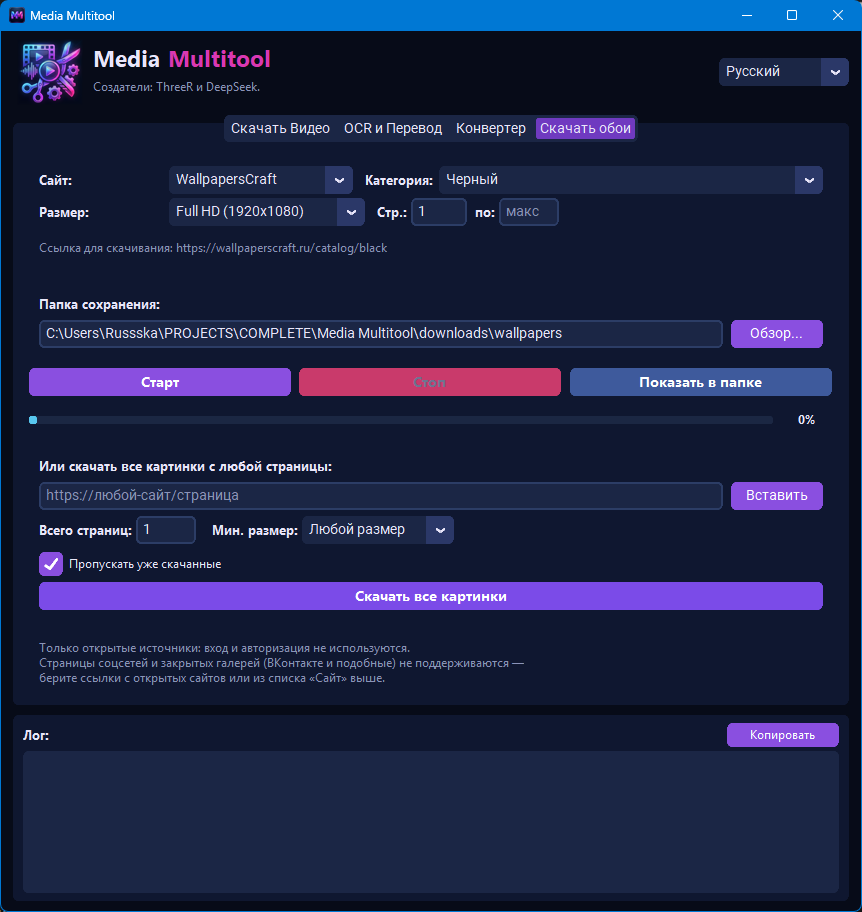 Media Multitool
Media Multitool
Создатели: ThreeR и DeepSeek.
Русский
Скачать Видео OCR и Перевод Конвертер Скачать обои
Сайт: WallpapersCraft Категория: Черный
Размер: Full HD (1920x1080) Стр.: 1 по: макс
Ссылка для скачивания: https://wallpaperscraft.ru/catalog/black
Папка сохранения:
C:\Users\Russska\PROJECTS\COMPLETE\Media Multitool\downloads\wallpapers Обзор...
Старт Стоп Показать в папке
0%
Или скачать все картинки с любой страницы:
https://любой-сайт/страница Вставить
Всего страниц: 1 Мин. размер: Любой размер
Пропускать уже скачанные
Скачать все картинки
Только открытые источники: вход и авторизация не используются.
Страницы соцсетей и закрытых галерей (ВКонтакте и подобные) не поддерживаются —
берите ссылки с открытых сайтов или из списка «Сайт» выше.
Лог: Копировать